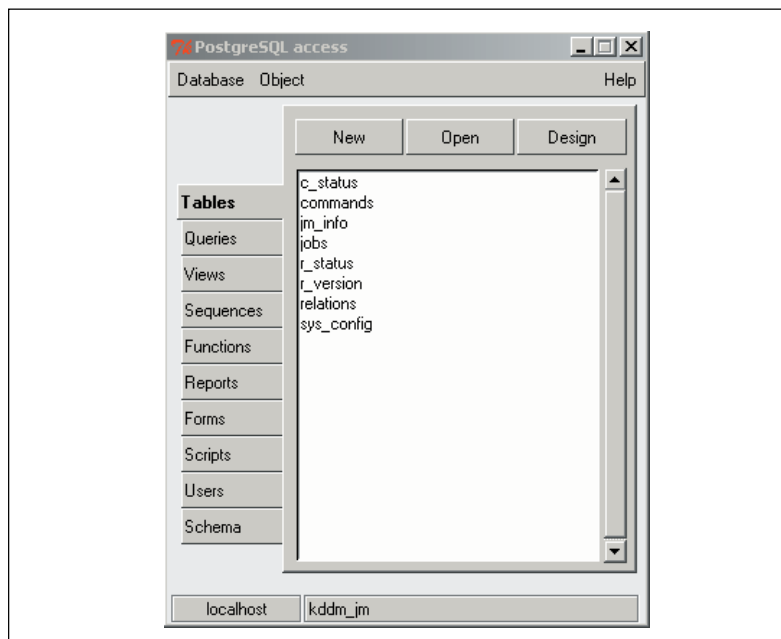 PostgreSQL access
Database Object Help
New Open Design
Tables
Queries
Views
Sequences
Functions
Reports
Forms
Scripts
Users
Schema
c_status
commands
jm_info
jobs
r_status
r_version
relations
sys_config
localhost kddm_jm